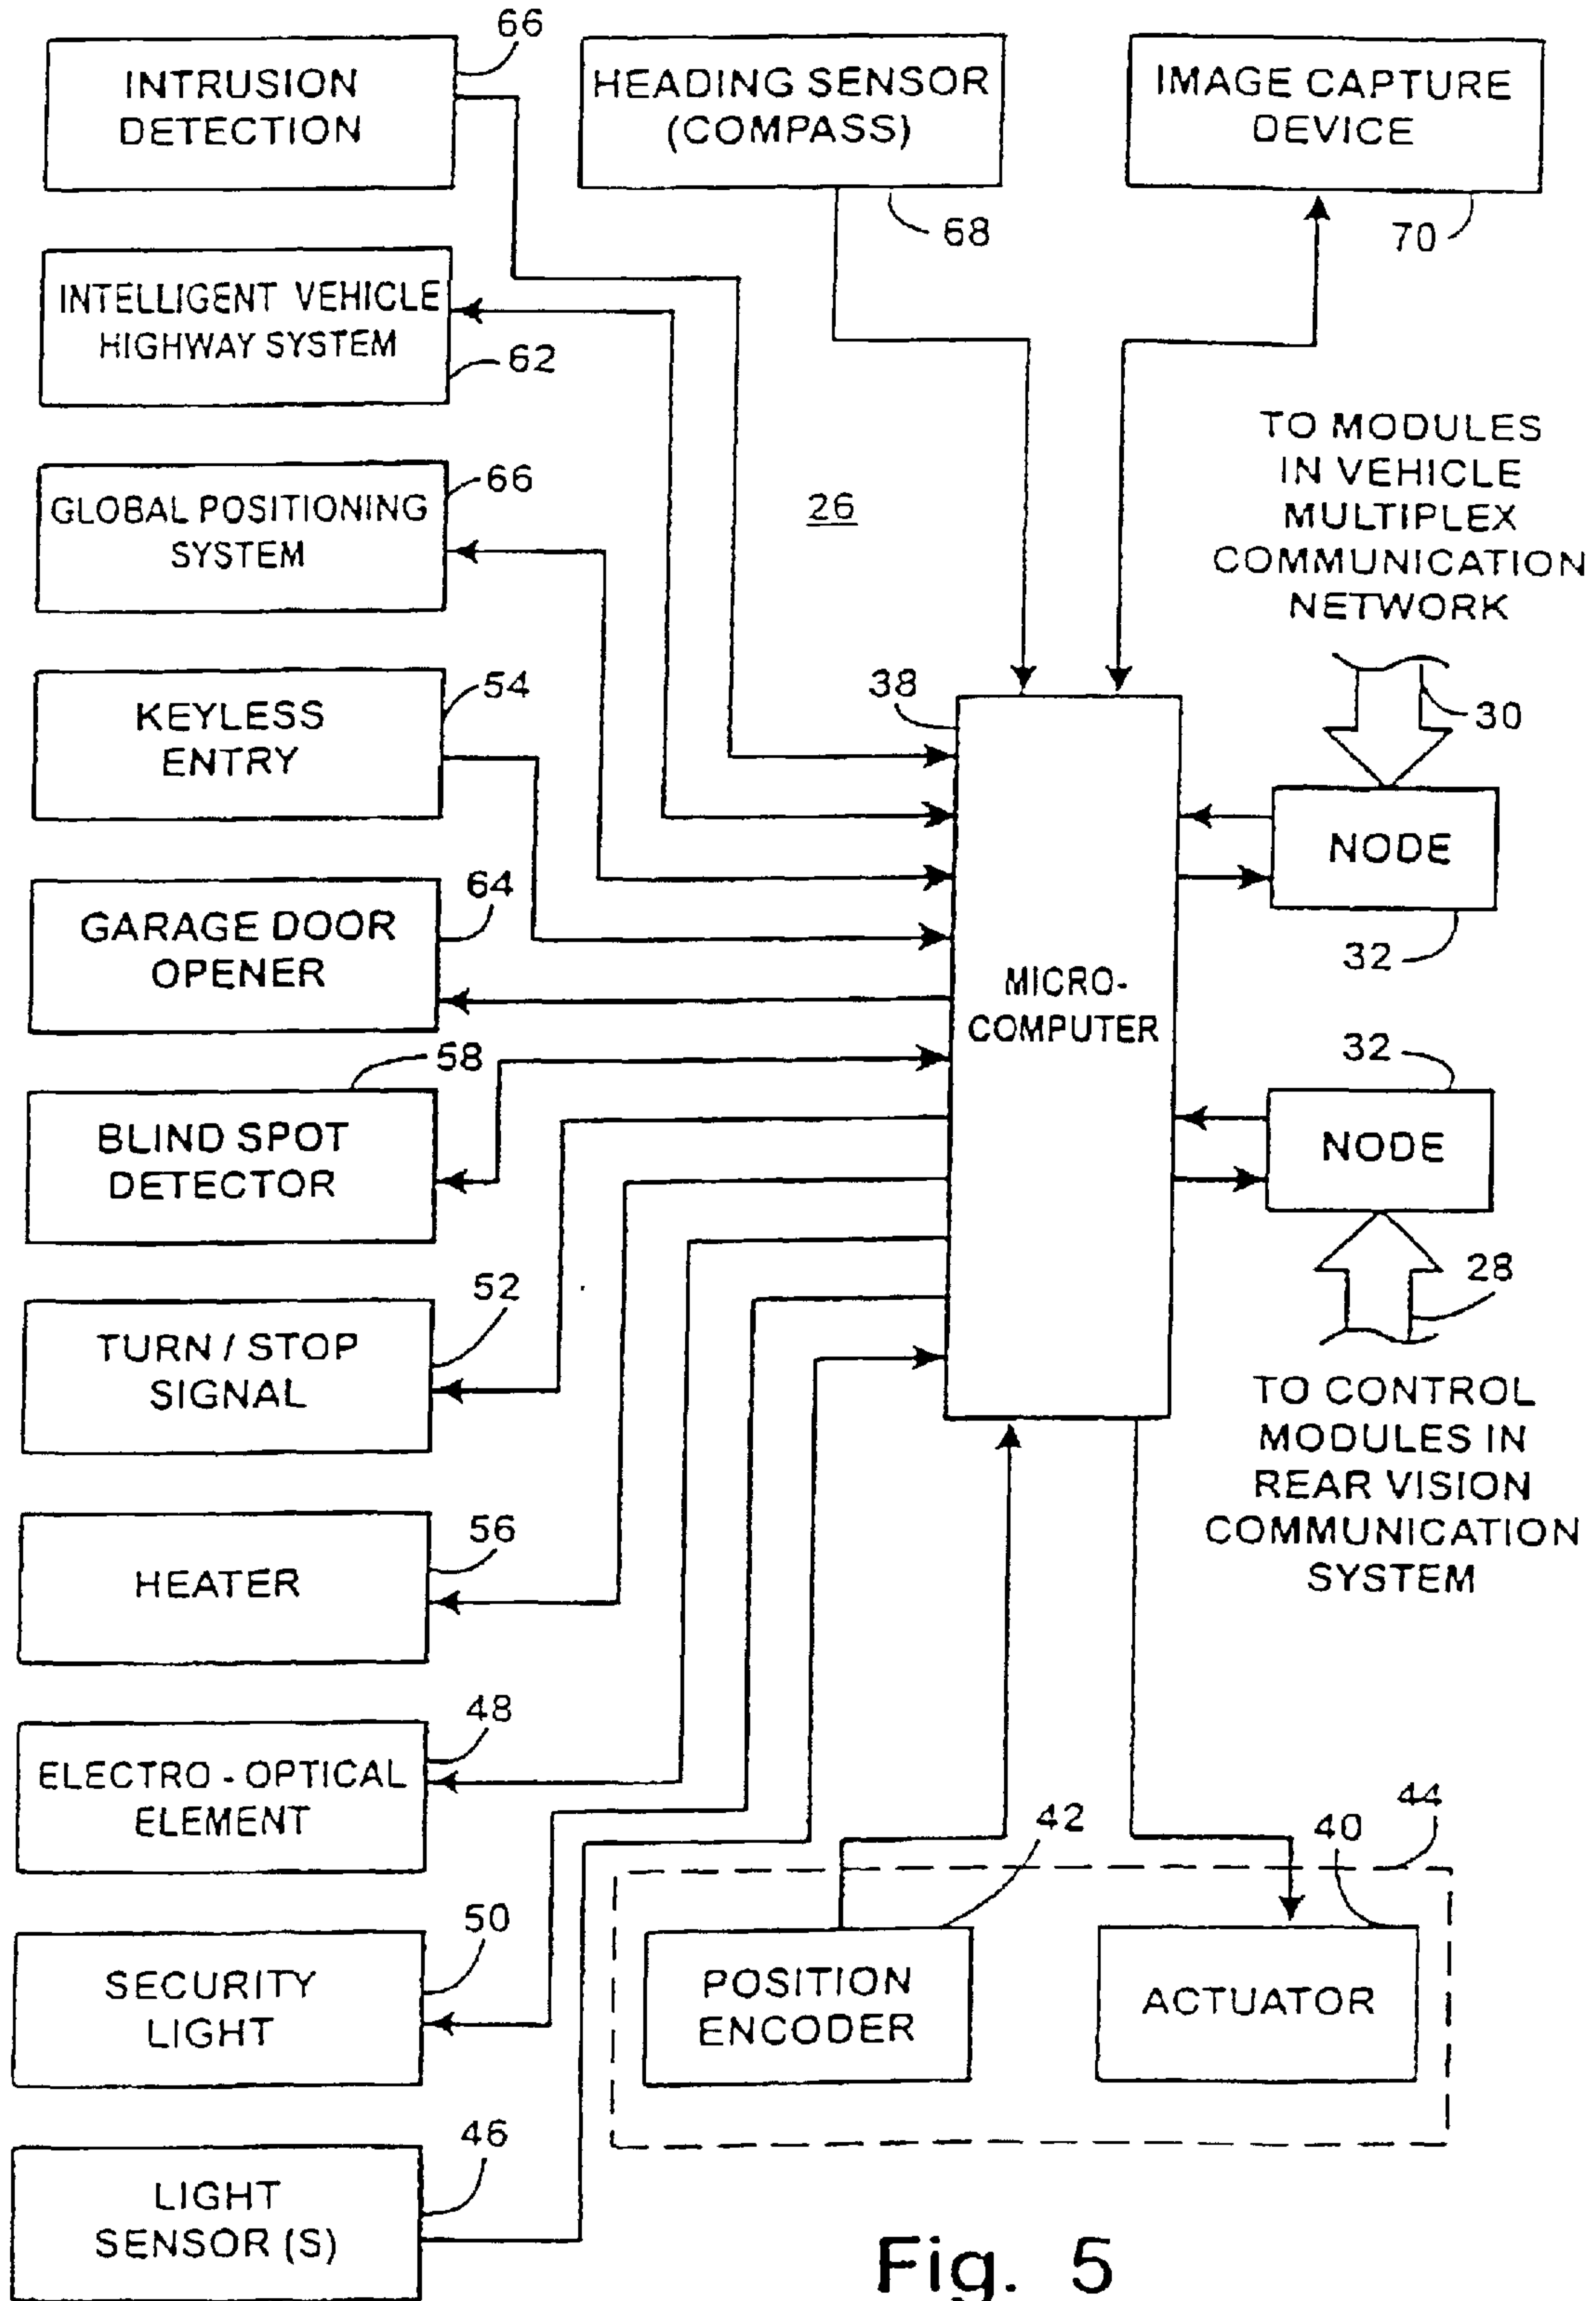 66
INTRUSION
DETECTION
HEADING SENSOR
(COMPASS)
68
IMAGE CAPTURE
DEVICE
70
INTELLIGENT VEHICLE
HIGHWAY SYSTEM
62
TO MODULES
IN VEHICLE
MULTIPLEX
COMMUNICATION
NETWORK
66
GLOBAL POSITIONING
SYSTEM
26
KEYLESS
ENTRY
54
38
30
NODE
32
GARAGE DOOR
OPENER
64
MICRO-
COMPUTER
58
BLIND SPOT
DETECTOR
32
NODE
28
TURN / STOP
SIGNAL
52
TO CONTROL
MODULES IN
REAR VISION
COMMUNICATION
SYSTEM
HEATER
56
ELECTRO - OPTICAL
ELEMENT
48
42
40
44
SECURITY
LIGHT
50
POSITION
ENCODER
ACTUATOR
LIGHT
SENSOR (S)
46
Fig. 5